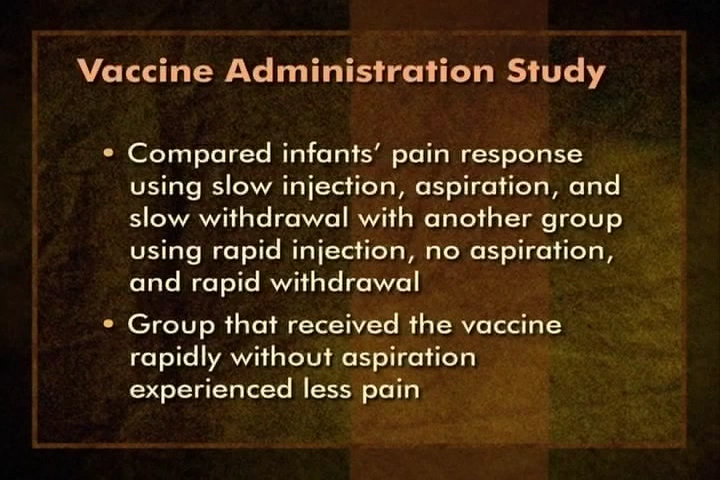 Vaccine Administration Study
• Compared infants’ pain response
using slow injection, aspiration, and
slow withdrawal with another group
using rapid injection, no aspiration,
and rapid withdrawal
• Group that received the vaccine
rapidly without aspiration
experienced less pain